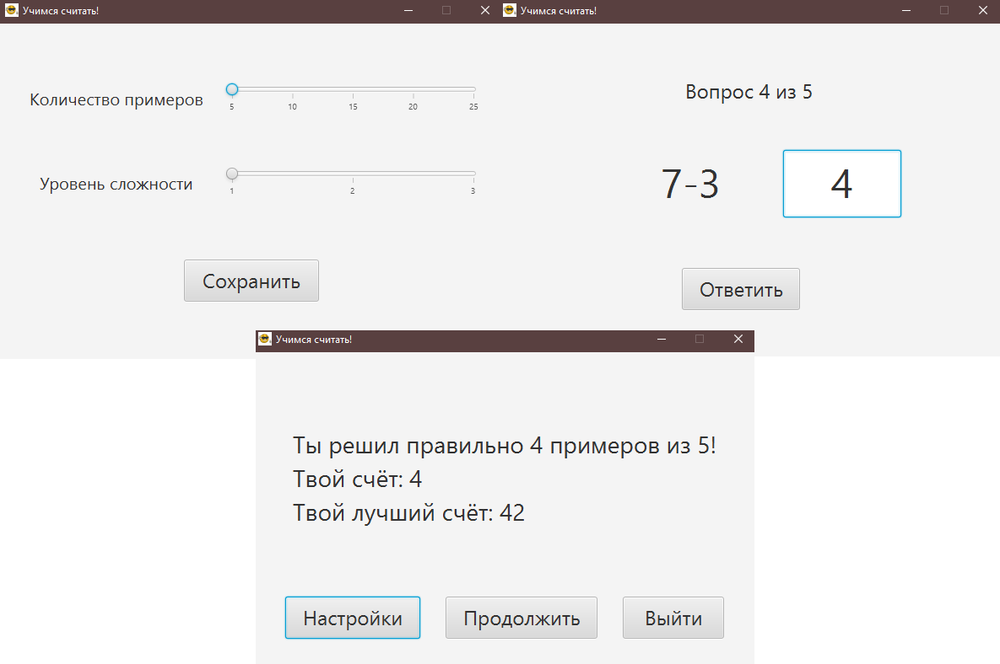 Учимся считать!
Количество примеров
5 10 15 20 25
Уровень сложности
1 2 3
Сохранить
Учимся считать!
Вопрос 4 из 5
7-3 4
Ответить
Учимся считать!
Ты решил правильно 4 примеров из 5!
Твой счёт: 4
Твой лучший счёт: 42
Настройки Продолжить Выйти